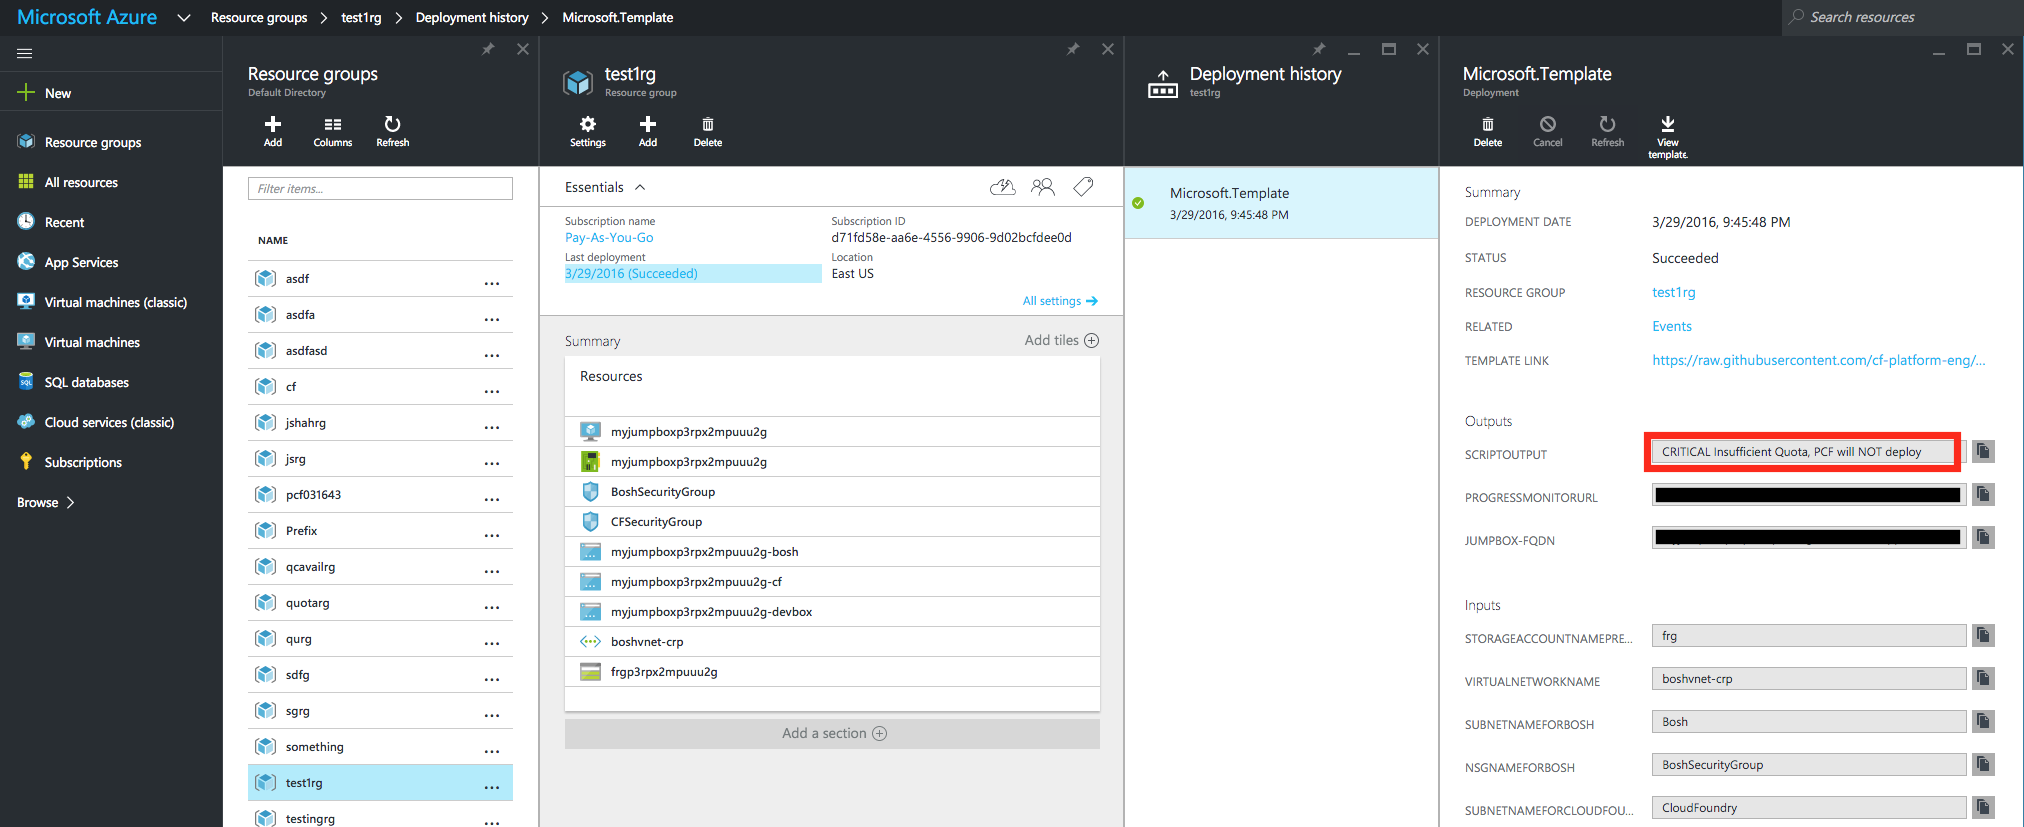 Microsoft Azure
Resource groups > test1rg > Deployment history > Microsoft.Template
Search resources
New
Resource groups
All resources
Recent
App Services
Virtual machines (classic)
Virtual machines
SQL databases
Cloud services (classic)
Subscriptions
Browse >
Resource groups
Default Directory
Add
Columns
Refresh
Filter items...
NAME
asdf
asdfa
asdfasd
cf
jshahrg
jsrg
pcf031643
Prefix
qcavailrg
quotarg
qurg
sdfg
sgrg
something
test1rg
testingrg
test1rg
Resource group
Settings
Add
Delete
Essentials
Subscription name
Pay-As-You-Go
Subscription ID
d71fd58e-aa6e-4556-9906-9d02bcfdee0d
Last deployment
3/29/2016 (Succeeded)
Location
East US
All settings
Summary
Add tiles
Resources
myjumpboxp3rpx2mpuuu2g
myjumpboxp3rpx2mpuuu2g
BoshSecurityGroup
CFSecurityGroup
myjumpboxp3rpx2mpuuu2g-bosh
myjumpboxp3rpx2mpuuu2g-cf
myjumpboxp3rpx2mpuuu2g-devbox
boshvnet-crp
frgp3rpx2mpuuu2g
Add a section
Deployment history
test1rg
Microsoft.Template
3/29/2016, 9:45:48 PM
Microsoft.Template
Deployment
Delete
Cancel
Refresh
View
template
Summary
DEPLOYMENT DATE 3/29/2016, 9:45:48 PM
STATUS Succeeded
RESOURCE GROUP test1rg
RELATED Events
TEMPLATE LINK https://raw.githubusercontent.com/cf-platform-eng/...
Outputs
SCRIPTOUTPUT CRITICAL Insufficient Quota, PCF will NOT deploy
PROGRESSMONITORURL
JUMPBOX-FQDN
Inputs
STORAGEACCOUNTNAMEPRE... frg
VIRTUALNETWORKNAME boshvnet-crp
SUBNETNAMEFORBOSH Bosh
NSGNAMEFORBOSH BoshSecurityGroup
SUBNETNAMEFORCLOUDFOU... CloudFoundry